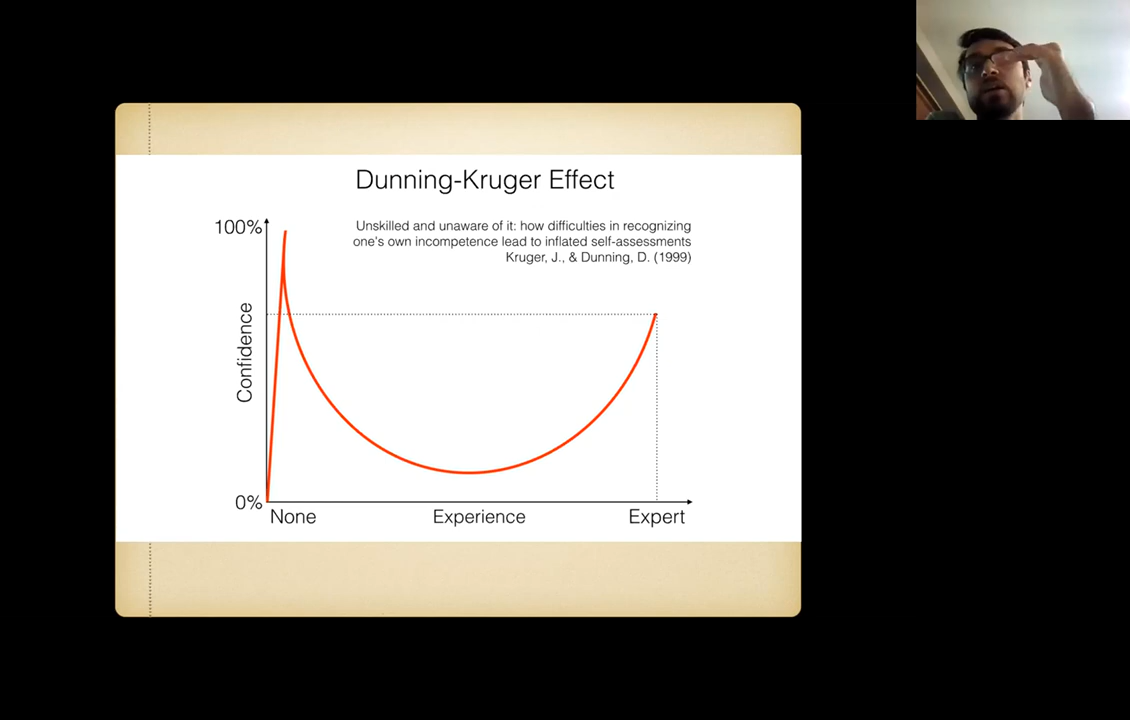 Dunning-Kruger Effect
Unskilled and unaware of it: how difficulties in recognizing
one's own incompetence lead to inflated self-assessments
Kruger, J., & Dunning, D. (1999)
100%
Confidence
0%
None
Experience
Expert